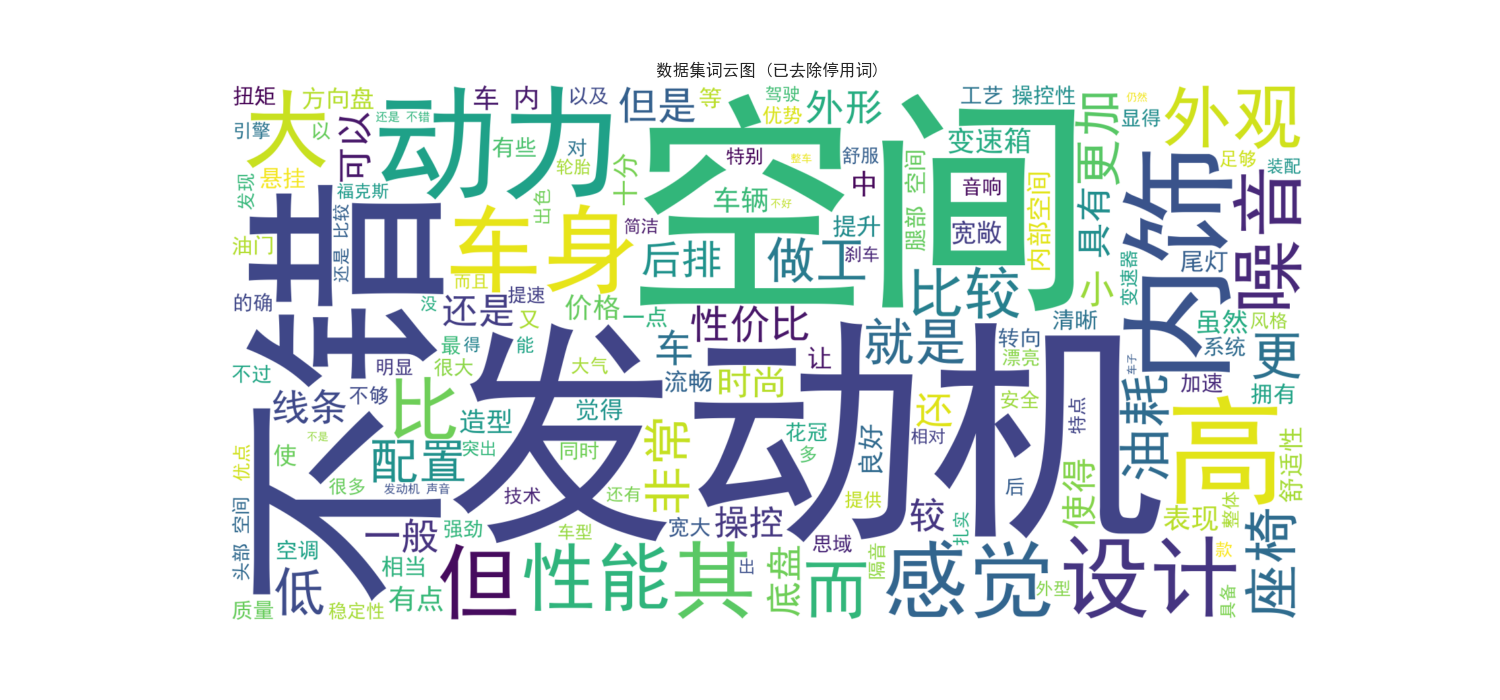 数据集词云图 (已去除停用词)
扭矩
大
方向盘
动力
车
内
以及
但是
等
驾驶
优势
外形
工艺
操控性
更加
仍然
显得
外观
引擎
以
可以
还是 不错
有些
对
轮胎
十分
空间
特别
整车
舒服
变速箱
足够
装配
悬挂
发现
福克斯
车辆
不好
中
腿部 空间
音响
内部空间
具有
内饰
噪音
不错
还是 比较
出色
车身
简洁
提升
刹车
宽敞
油门
而且
后排
做工
比较
小
变速器
尾灯
的确
没
还是
提速
又
价格
一点
性价比
就是
清晰
虽然
风格
系统
更
不过
最
得
能
明显
很大
发动机
大气
车
让
转向
漂亮
车子
加速
拥有
线条
不够
比
造型
觉得
流畅
时尚
还
安全
特点
油耗
高
优点
使
不是
配置
突出
同时
非常
花冠
多
良好
相对
舒适性
很多
发动机 声音
技术
还有
提供
后
使得
表现
整体
头部 空间
一般
强劲
车型
宽大
操控
较
扎实
座椅
空调
低
相当
但
性能
其
出
思域
底盘
而
隔音
感觉
外型
设计
款
具备
质量
稳定性
有点